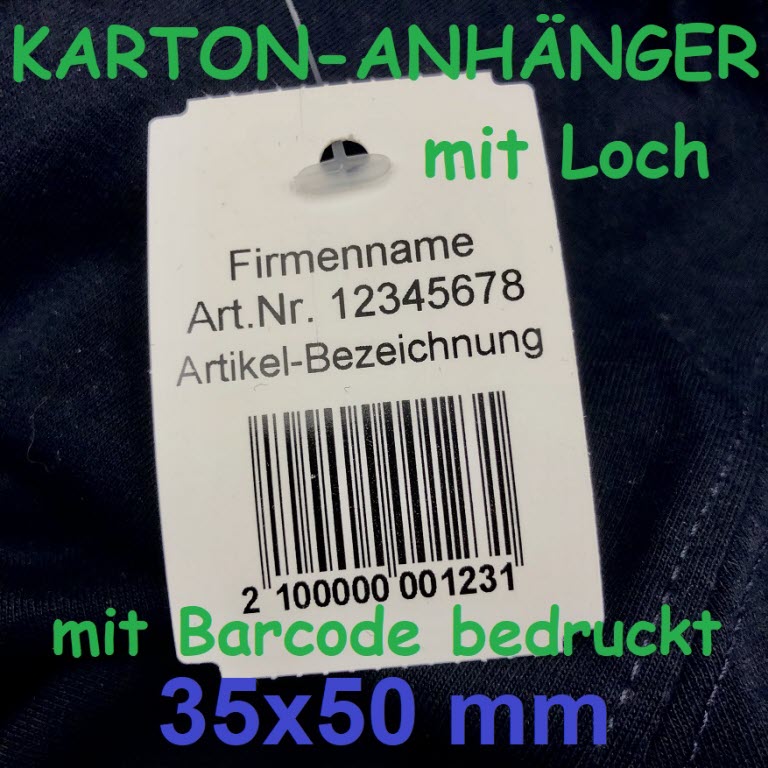 KARTON-ANHÄNGER
mit Loch
Firmenname
Art.Nr. 12345678
Artikel-Bezeichnung
2 100000 001231
mit Barcode bedruckt
35x50 mm